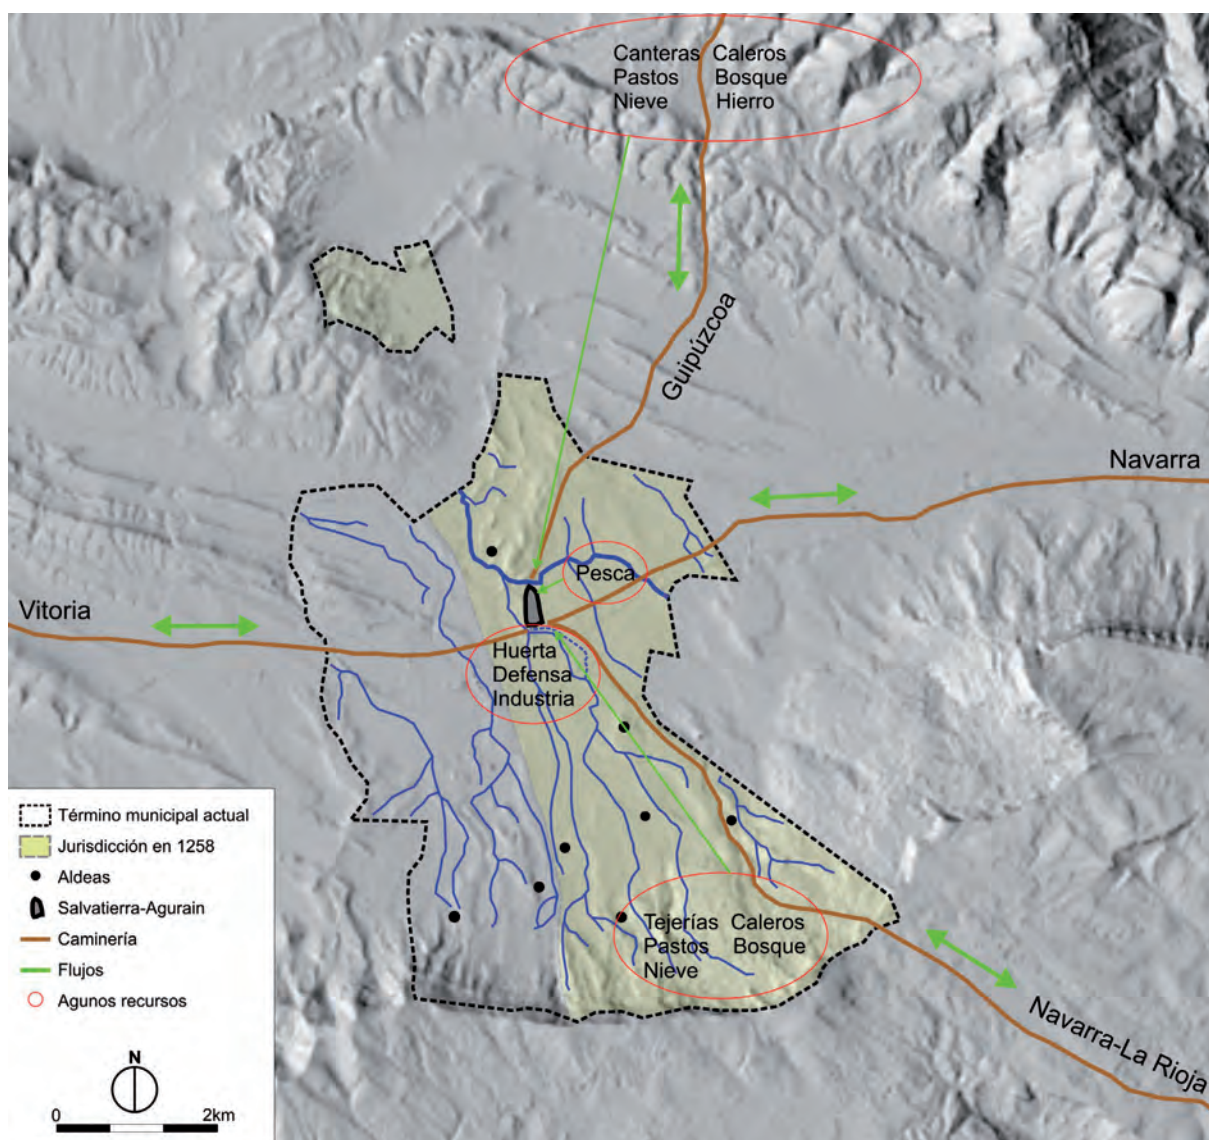 Canteras Caleros
Pastos Bosque
Nieve Hierro
Guipúzcoa
Navarra
Pesca
Vitoria
Huerta
Defensa
Industria
Tejerías Caleros
Pastos Bosque
Nieve
Navarra-La Rioja
Término municipal actual
Jurisdicción en 1258
Aldeas
Salvatierra-Agurain
Caminería
Flujos
Agunos recursos
N
0 2km